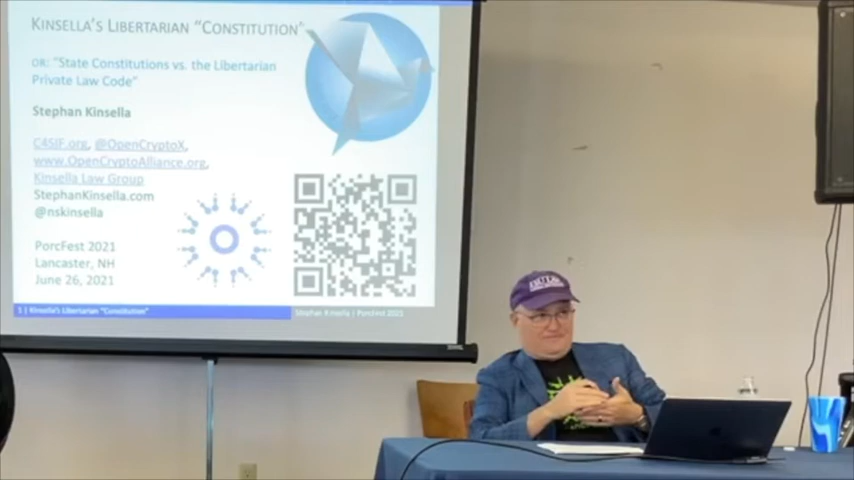 KINSELLA'S LIBERTARIAN "CONSTITUTION"
OR: "State Constitutions vs. the Libertarian
Private Law Code"
Stephan Kinsella
C4SIF.org, @OpenCryptoX,
www.OpenCryptoAlliance.org,
Kinsella Law Group
StephanKinsella.com
@nskinsella
PorcFest 2021
Lancaster, NH
June 26, 2021
1 | KINSELLA'S LIBERTARIAN "CONSTITUTION"
Stephan Kinsella | PorcFest 2021